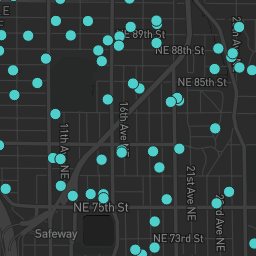 E
NE 89th St
NE 88th St
NE 85th St
16th Ave NE
11th Ave NE
21st Ave NE
NE 75th St
Safeway
NE 73rd St